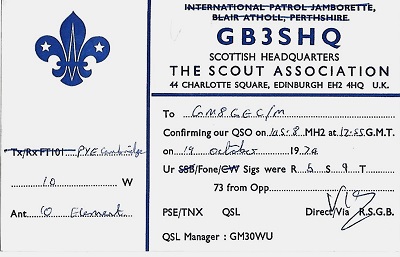 INTERNATIONAL PATROL JAMBORETTE,
BLAIR ATHOLL, PERTHSHIRE.
GB3SHQ
SCOTTISH HEADQUARTERS
THE SCOUT ASSOCIATION
44 CHARLOTTE SQUARE, EDINBURGH EH2 4HQ U.K.
To GM8GEC/M
Confirming our QSO on 145.8 MHZ at 12.55 G.M.T.
on 19 october 1974
Ur SSB/Fone/CW Sigs were R 5 S 9 T
73 from Opp
PSE/TNX QSL Direct/Via R.S.G.B.
QSL Manager : GM3OWU
Tx/Rx FT101 PYE Cambridge
10 W
Ant 10 Element